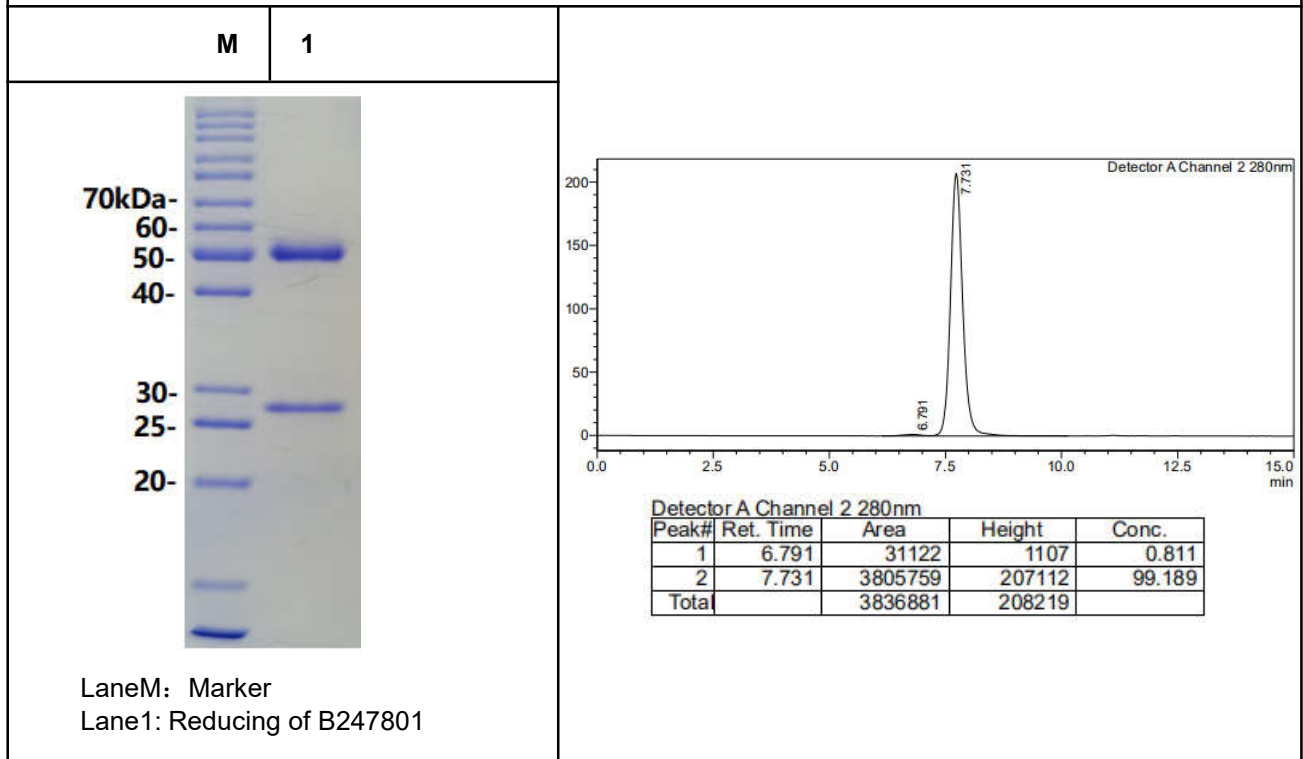 M 1
70kDa-
60-
50-
40-
30-
25-
20-
LaneM：Marker
Lane1: Reducing of B247801
Detector A Channel 2 280nm
200
150
100
50
0
7.731
6.791
0.0 2.5 5.0 7.5 10.0 12.5 15.0
min
Detector A Channel 2 280nm
Peak# Ret. Time Area Height Conc.
1 6.791 31122 1107 0.811
2 7.731 3805759 207112 99.189
Total 3836881 208219